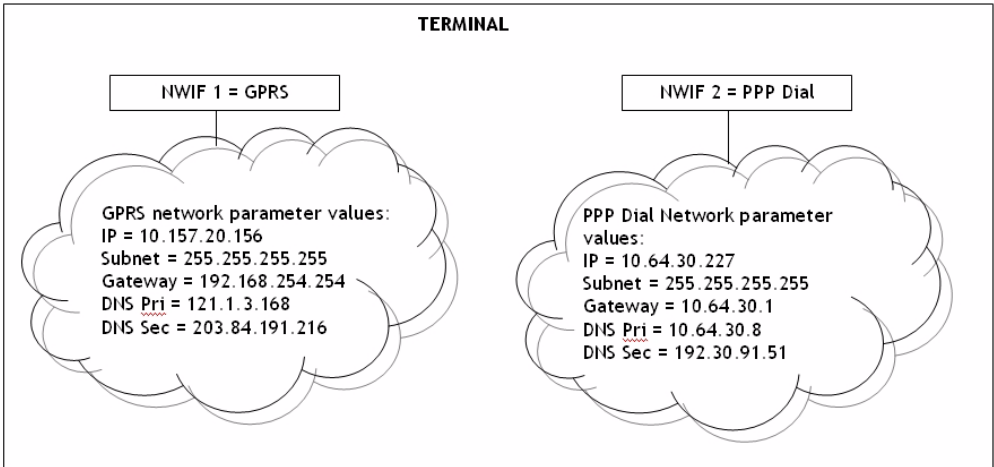 TERMINAL
NWIF 1 = GPRS
NWIF 2 = PPP Dial
GPRS network parameter values:
IP = 10.157.20.156
Subnet = 255.255.255.255
Gateway = 192.168.254.254
DNS Pri = 121.1.3.168
DNS Sec = 203.84.191.216
PPP Dial Network parameter
values:
IP = 10.64.30.227
Subnet = 255.255.255.255
Gateway = 10.64.30.1
DNS Pri = 10.64.30.8
DNS Sec = 192.30.91.51